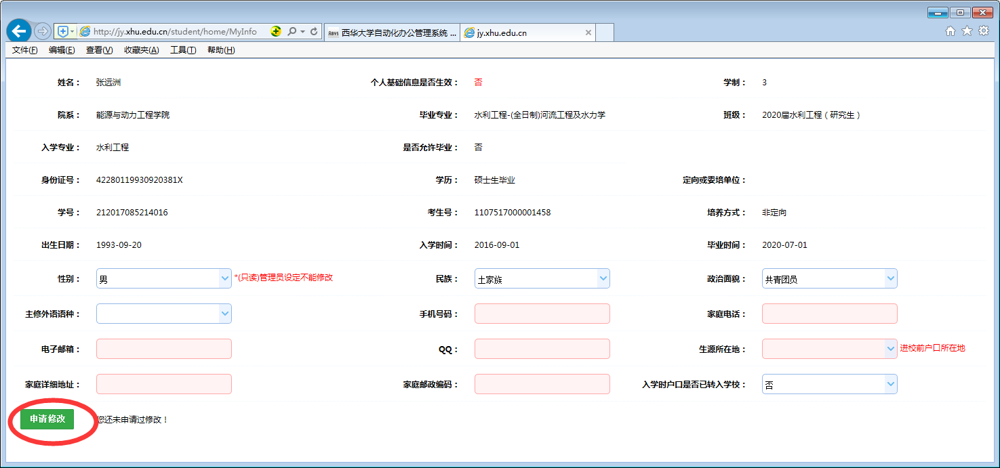 http://jy.xhu.edu.cn/student/home/MyInfo 西华大学自动化办公管理系统 ... jy.xhu.edu.cn
文件(F) 编辑(E) 查看(V) 收藏夹(A) 工具(T) 帮助(H)
姓名： 张远洲 个人基础信息是否生效： 否 学制： 3
院系： 能源与动力工程学院 毕业专业： 水利工程-(全日制)河流工程及水力学 班级： 2020届水利工程（研究生）
入学专业： 水利工程 是否允许毕业： 否
身份证号： 42280119930920381X 学历： 硕士生毕业 定向或委培单位：
学号： 212017085214016 考生号： 1107517000001458 培养方式： 非定向
出生日期： 1993-09-20 入学时间： 2016-09-01 毕业时间： 2020-07-01
性别： 男 *(只读)管理员设定不能修改 民族： 土家族 政治面貌： 共青团员
主修外语语种： 手机号码： 家庭电话：
电子邮箱： QQ： 生源所在地： 进校前户口所在地
家庭详细地址： 家庭邮政编码： 入学时户口是否已转入学校： 否
申请修改 您还未申请过修改！